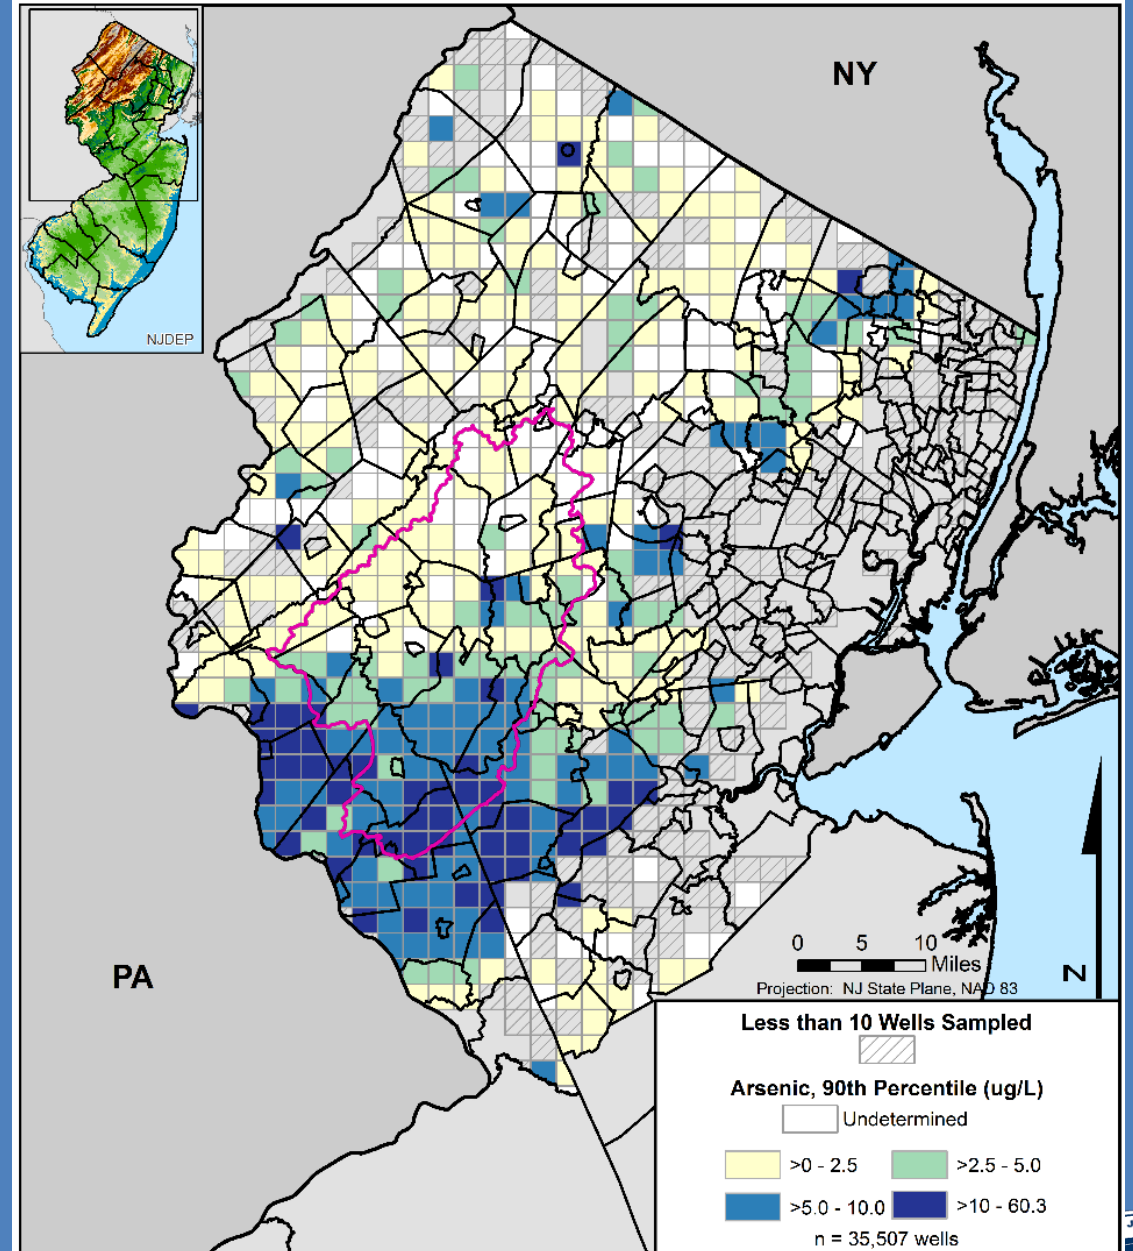 NY
NJDEP
PA
0 5 10
Miles
Projection: NJ State Plane, NAD 83
N
Less than 10 Wells Sampled
Arsenic, 90th Percentile (ug/L)
Undetermined
>0 - 2.5
>2.5 - 5.0
>5.0 - 10.0
>10 - 60.3
n = 35,507 wells